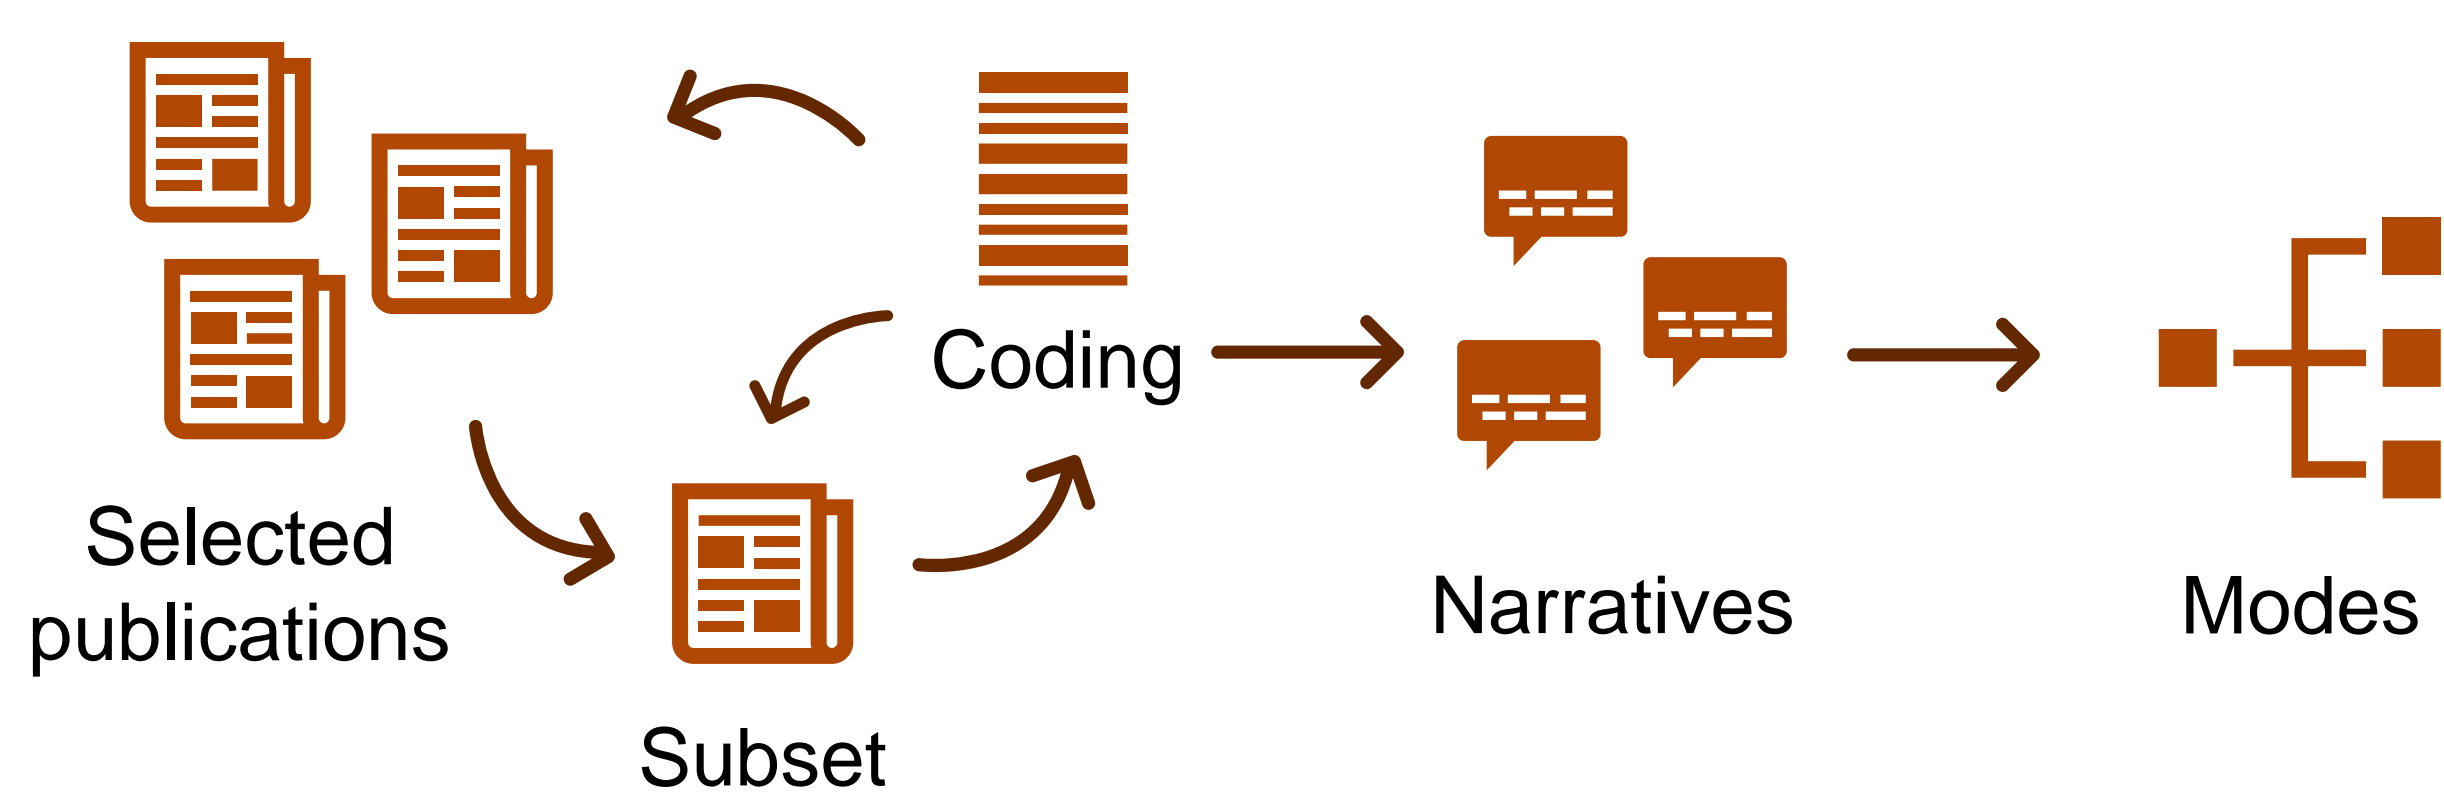 Selected
publications
Subset
Coding
Narratives
Modes